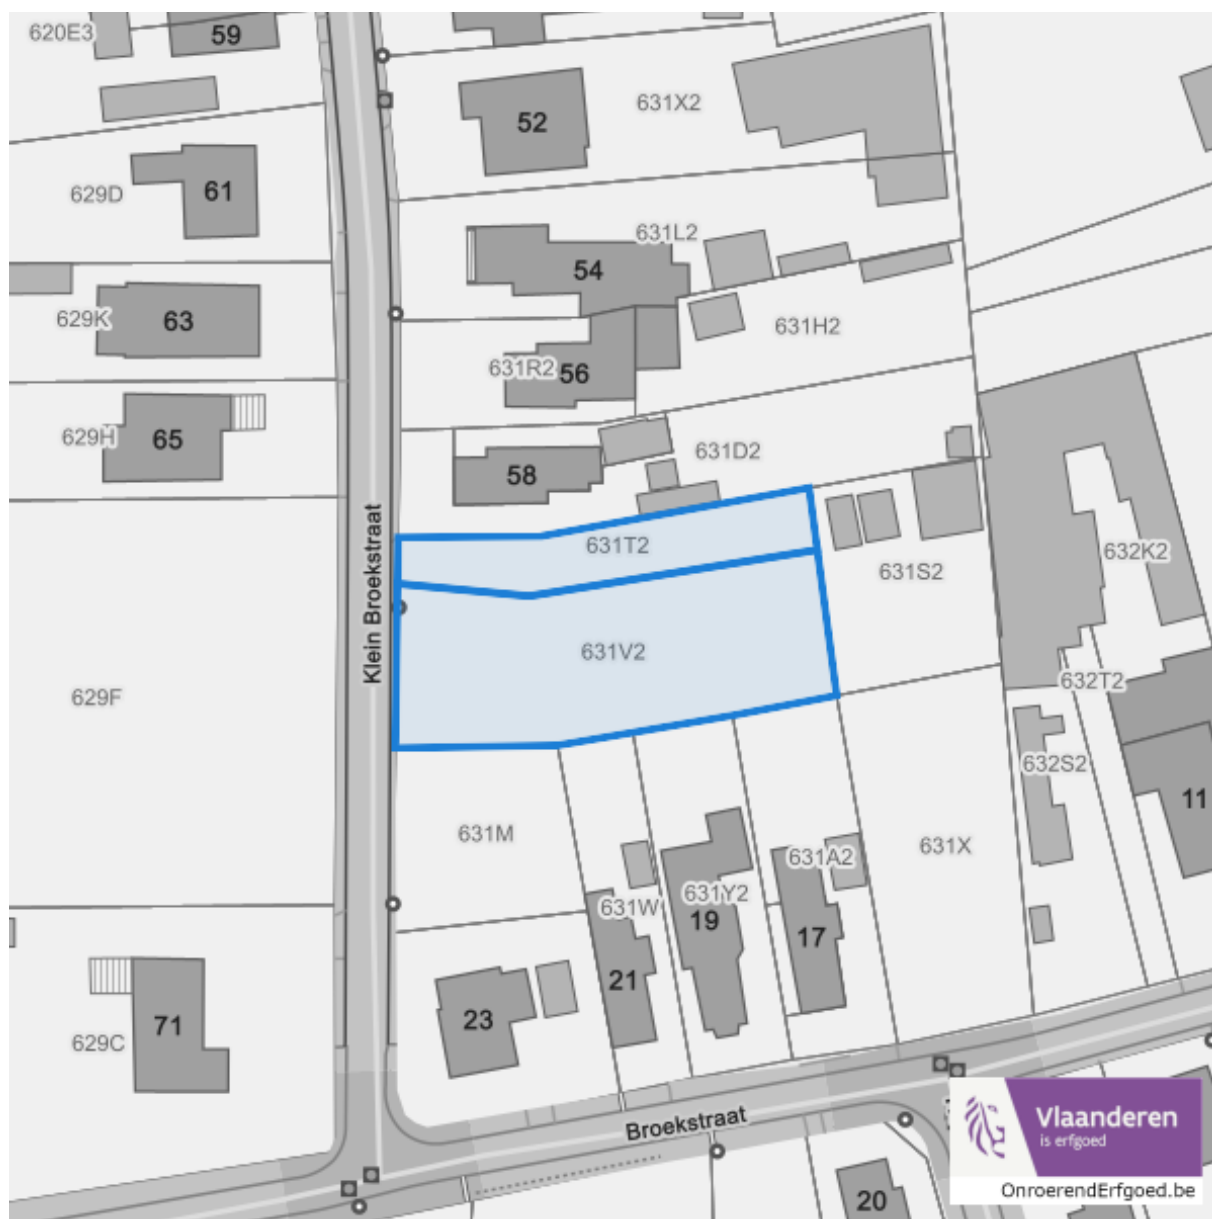 620E3
59
52
631X2
629D
61
631L2
54
629K
63
631H2
631R2
56
629H
65
631D2
58
Klein Broekstraat
631T2
632K2
631S2
631V2
629F
632T2
632S2
11
631M
631X
631A2
631W
631Y2
19
17
21
23
71
629C
Broekstraat
20
Vlaanderen
is erfgoed
OnroerendErfgoed.be